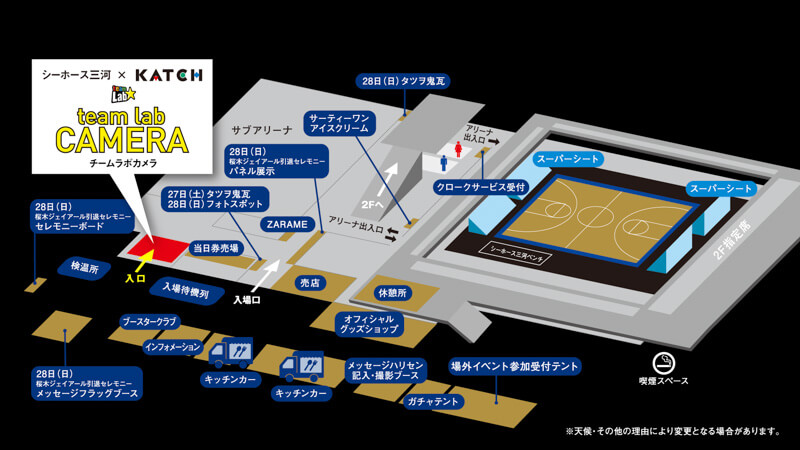 シーホース三河 × KATCH
team Lab
team lab
CAMERA
チームラボカメラ
28日(日)タツヲ鬼瓦
サブアリーナ
サーティーワン
アイスクリーム
アリーナ
出入口
28日(日)
桜木ジェイアール引退セレモニー
パネル展示
クロークサービス受付
スーパーシート
スーパーシート
27日(土)タツヲ鬼瓦
28日(日)フォトスポット
2Fへ
ZARAME
アリーナ出入口
2F指定席
シーホース三河ベンチ
28日(日)
桜木ジェイアール引退セレモニー
セレモニーボード
当日券売場
検温所
入口
入場待機列
入場口
売店
休憩所
ブースタークラブ
インフォメーション
オフィシャル
グッズショップ
キッチンカー
キッチンカー
メッセージハリセン
記入・撮影ブース
場外イベント参加受付テント
ガチャテント
喫煙スペース
28日(日)
桜木ジェイアール引退セレモニー
メッセージフラッグブース
※天候・その他の理由により変更となる場合があります。